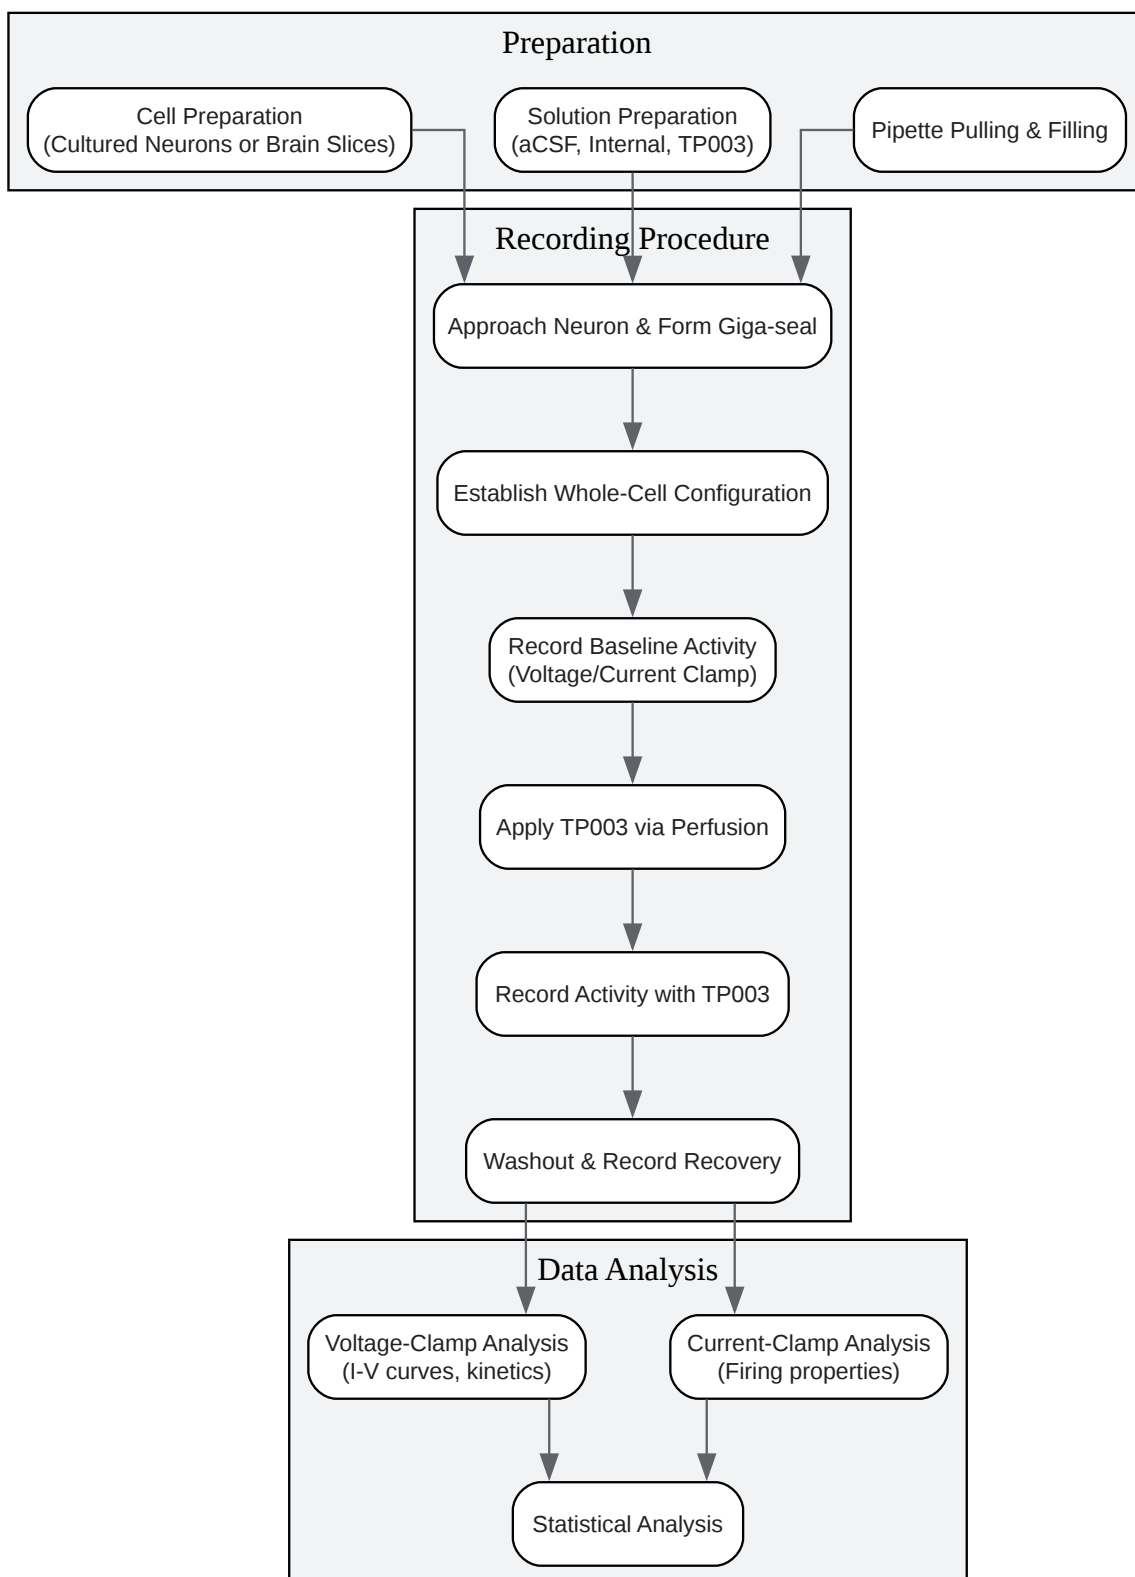 Preparation
Cell Preparation
(Cultured Neurons or Brain Slices)
Solution Preparation
(aCSF, Internal, TP003)
Pipette Pulling & Filling
Recording Procedure
Approach Neuron & Form Giga-seal
Establish Whole-Cell Configuration
Record Baseline Activity
(Voltage/Current Clamp)
Apply TP003 via Perfusion
Record Activity with TP003
Washout & Record Recovery
Data Analysis
Voltage-Clamp Analysis
(I-V curves, kinetics)
Current-Clamp Analysis
(Firing properties)
Statistical Analysis